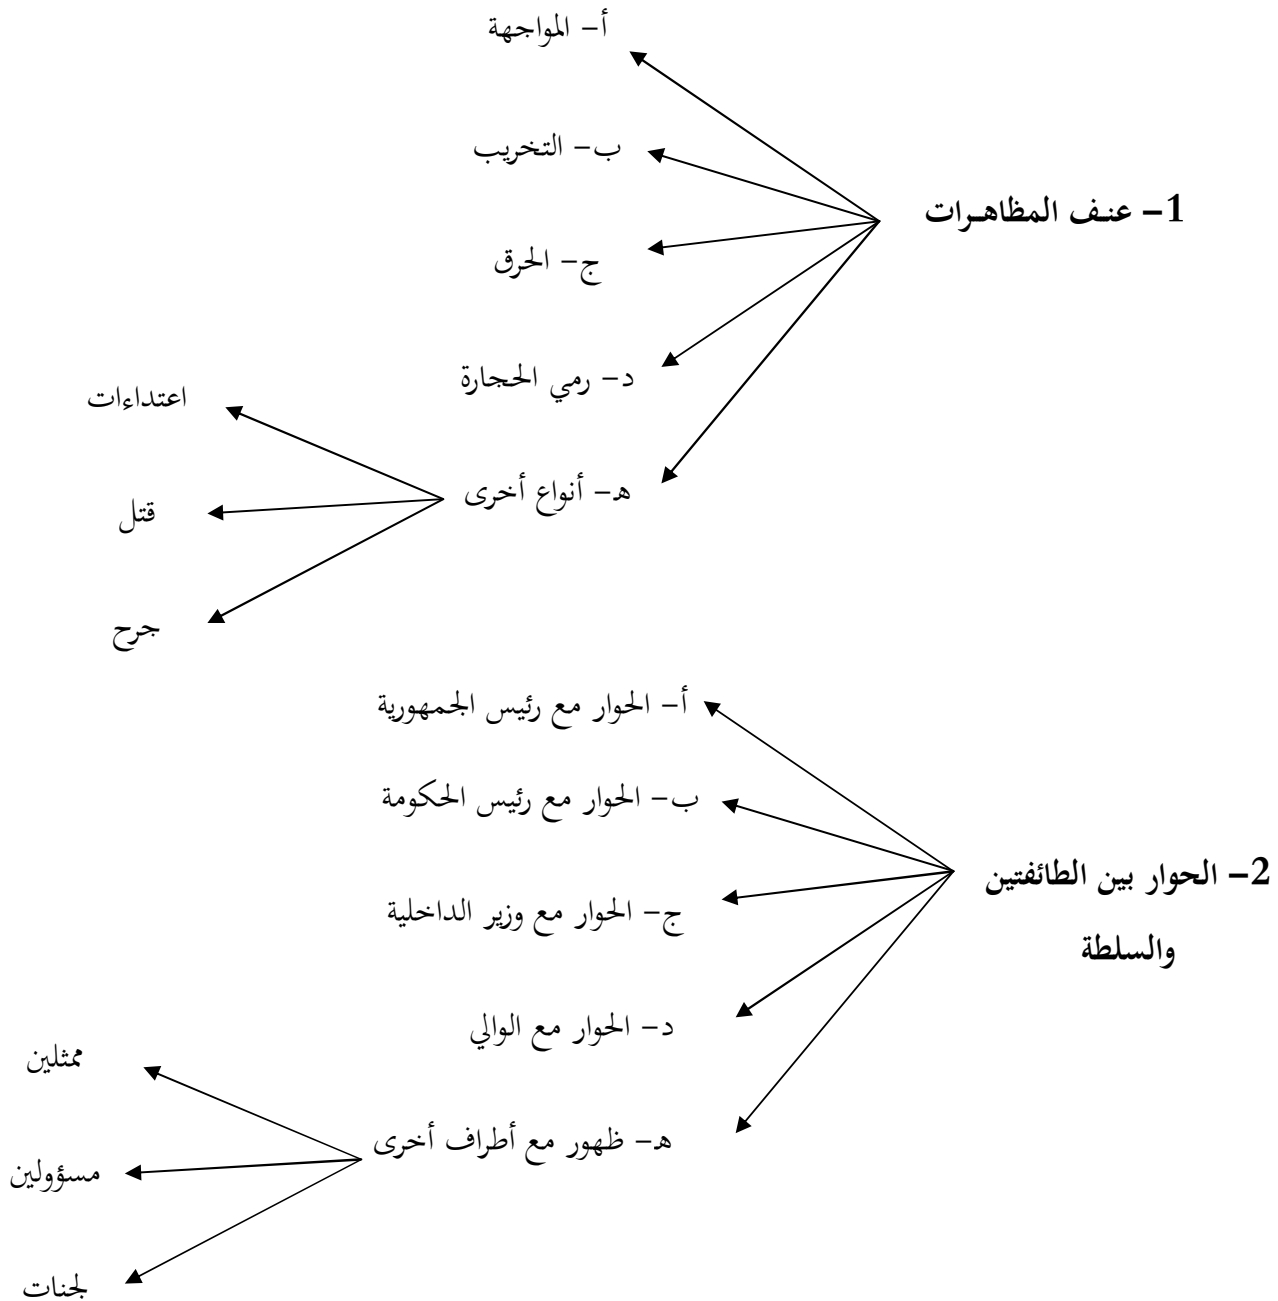 1- عنف المظاهرات
أ- المواجهة
ب- التخريب
ج- الحرق
د- رمي الحجارة
هـ- أنواع أخرى
اعتداءات
قتل
جرح
2- الحوار بين الطائفتين
والسلطة
أ- الحوار مع رئيس الجمهورية
ب- الحوار مع رئيس الحكومة
ج- الحوار مع وزير الداخلية
د- الحوار مع الوالي
هـ- ظهور مع أطراف أخرى
ممثلين
مسؤولين
لجنات